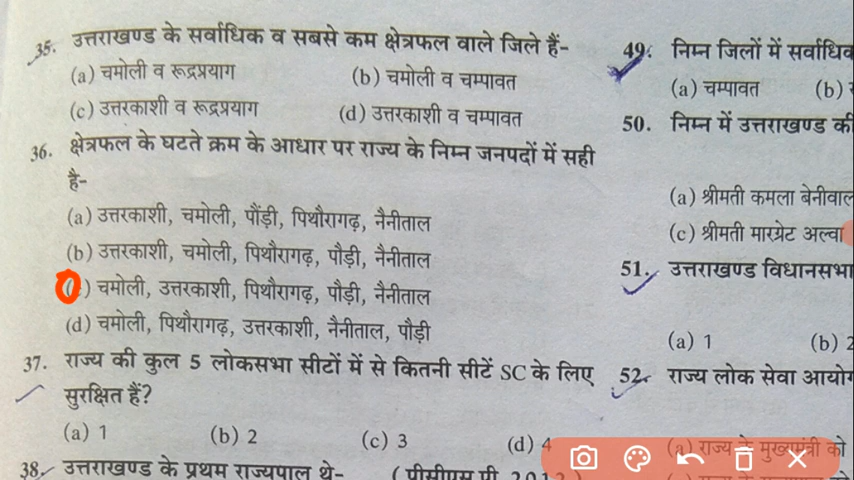 35. उत्तराखण्ड के सर्वाधिक व सबसे कम क्षेत्रफल वाले जिले हैं-
(a) चमोली व रूद्रप्रयाग (b) चमोली व चम्पावत
(c) उत्तरकाशी व रूद्रप्रयाग (d) उत्तरकाशी व चम्पावत
36. क्षेत्रफल के घटते क्रम के आधार पर राज्य के निम्न जनपदों में सही
है-
(a) उत्तरकाशी, चमोली, पौंड़ी, पिथौरागढ़, नैनीताल
(b) उत्तरकाशी, चमोली, पिथौरागढ़, पौड़ी, नैनीताल
(c) चमोली, उत्तरकाशी, पिथौरागढ़, पौड़ी, नैनीताल
(d) चमोली, पिथौरागढ़, उत्तरकाशी, नैनीताल, पौड़ी
37. राज्य की कुल 5 लोकसभा सीटों में से कितनी सीटें SC के लिए
सुरक्षित हैं?
(a) 1 (b) 2 (c) 3 (d) 4
38. उत्तराखण्ड के प्रथम राज्यपाल थे-
49. निम्न जिलों में सर्वाधिक
(a) चम्पावत (b)
50. निम्न में उत्तराखण्ड की
(a) श्रीमती कमला बेनीवाल
(c) श्रीमती मारग्रेट अल्वा
51. उत्तराखण्ड विधानसभा
(a) 1 (b) 2
52. राज्य लोक सेवा आयोग
(a) राज्य के मुख्यमंत्री को